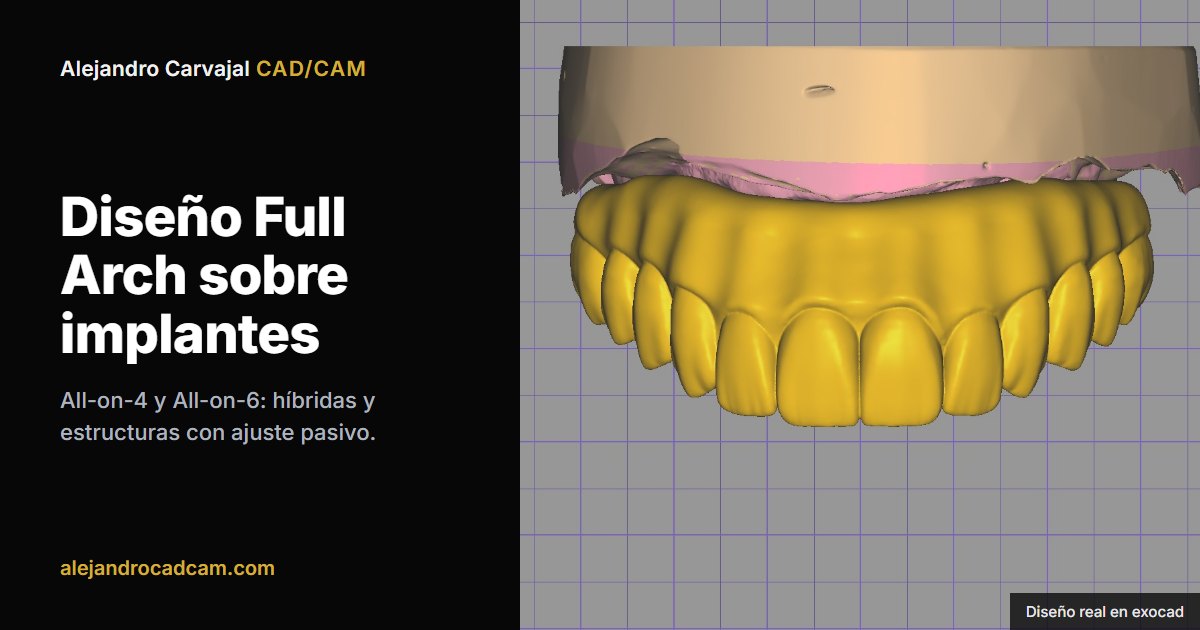 Alejandro Carvajal CAD/CAM
Diseño Full
Arch sobre
implantes
All-on-4 y All-on-6: híbridas y
estructuras con ajuste pasivo.
alejandrocadcam.com
Diseño real en exocad